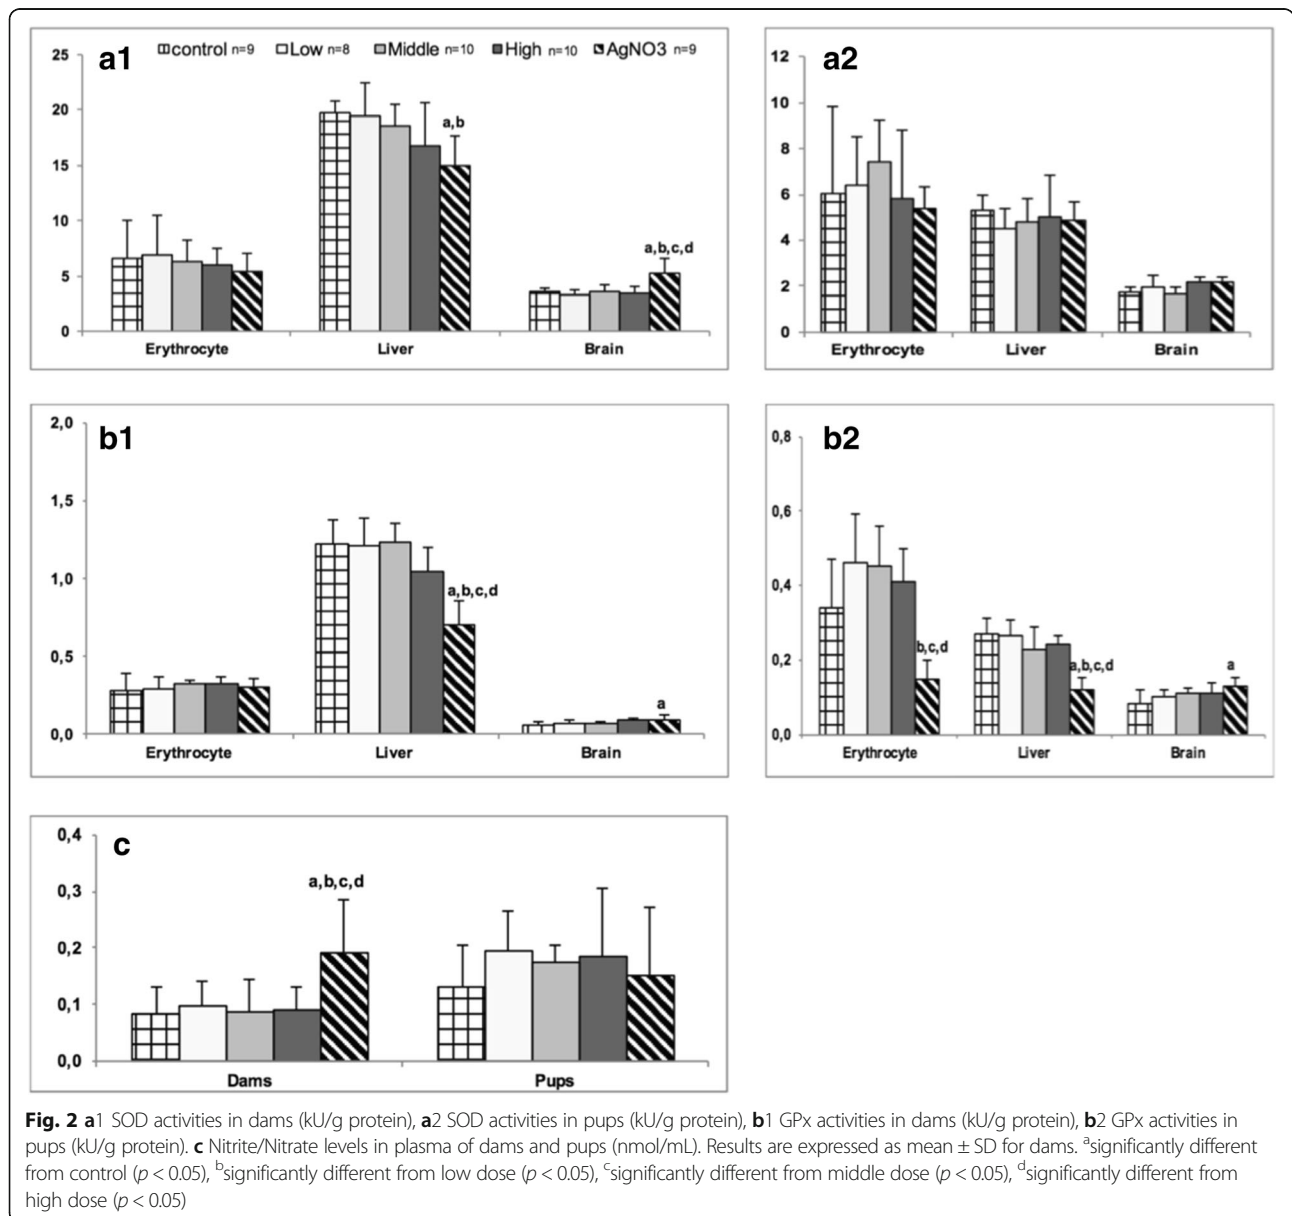 a1
control n=9 Low n=8 Middle n=10 High n=10 AgNO3 n=9
25
20
15
10
5
0
a,b
a,b,c,d
Erythrocyte Liver Brain
a2
12
10
8
6
4
2
0
Erythrocyte Liver Brain
b1
2,0
1,5
1,0
0,5
0,0
a,b,c,d
a
Erythrocyte Liver Brain
b2
0,8
0,6
0,4
0,2
0,0
b,c,d
a,b,c,d
a
Erythrocyte Liver Brain
c
0,4
0,3
0,2
0,1
0,0
a,b,c,d
Dams Pups
Fig. 2 a1 SOD activities in dams (kU/g protein), a2 SOD activities in pups (kU/g protein), b1 GPx activities in dams (kU/g protein), b2 GPx activities in
pups (kU/g protein). c Nitrite/Nitrate levels in plasma of dams and pups (nmol/mL). Results are expressed as mean ± SD for dams. ᵃsignificantly different
from control (p < 0.05), ᵇsignificantly different from low dose (p < 0.05), ᶜsignificantly different from middle dose (p < 0.05), ᵈsignificantly different from
high dose (p < 0.05)